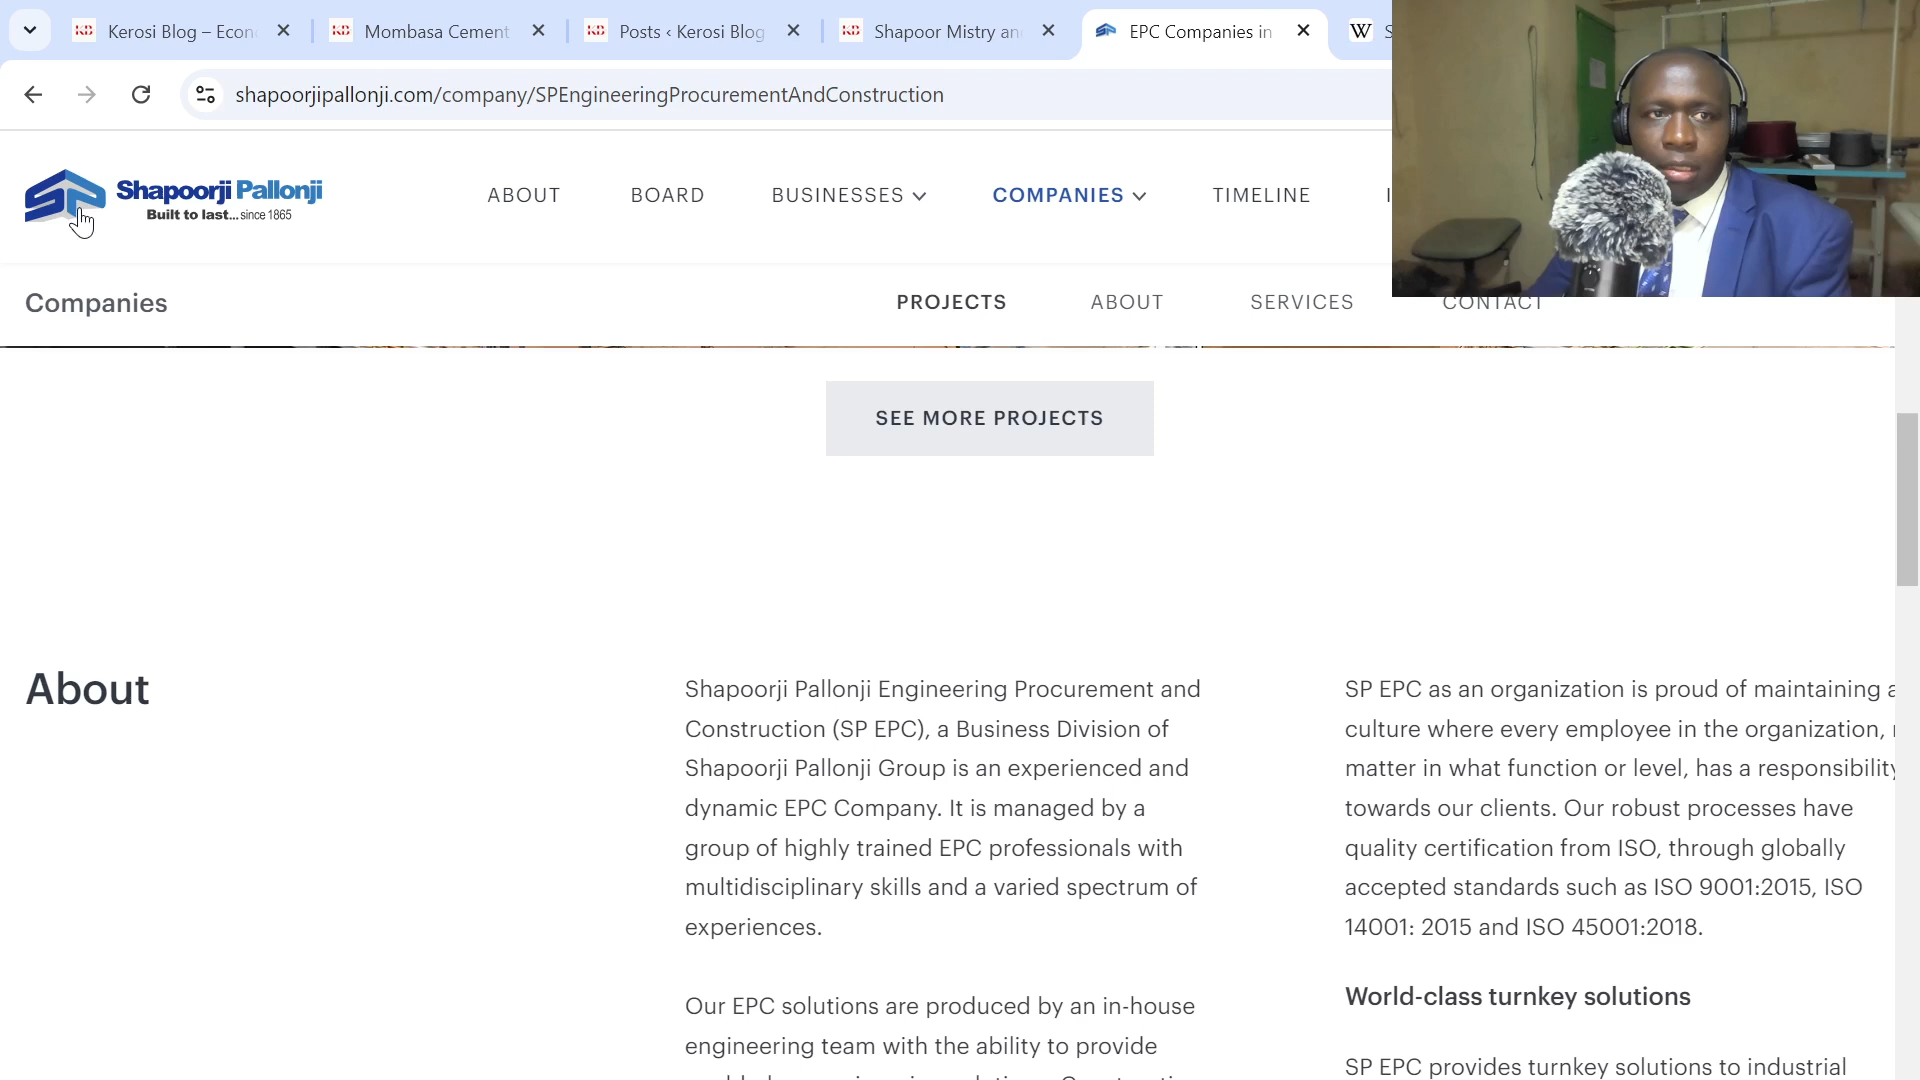 Kerosi Blog – Econ
Mombasa Cement
Posts ‹ Kerosi Blog
Shapoor Mistry an
EPC Companies in
W
S
shapoorjipallonji.com/company/SPEngineeringProcurementAndConstruction
Shapoorji Pallonji
Built to last...since 1865
ABOUT
BOARD
BUSINESSES
COMPANIES
TIMELINE
Companies
PROJECTS
ABOUT
SERVICES
CONTACT
SEE MORE PROJECTS
About
Shapoorji Pallonji Engineering Procurement and
Construction (SP EPC), a Business Division of
Shapoorji Pallonji Group is an experienced and
dynamic EPC Company. It is managed by a
group of highly trained EPC professionals with
multidisciplinary skills and a varied spectrum of
experiences.
Our EPC solutions are produced by an in-house
engineering team with the ability to provide
SP EPC as an organization is proud of maintaining a
culture where every employee in the organization,
matter in what function or level, has a responsibility
towards our clients. Our robust processes have
quality certification from ISO, through globally
accepted standards such as ISO 9001:2015, ISO
14001: 2015 and ISO 45001:2018.
World-class turnkey solutions
SP EPC provides turnkey solutions to industrial